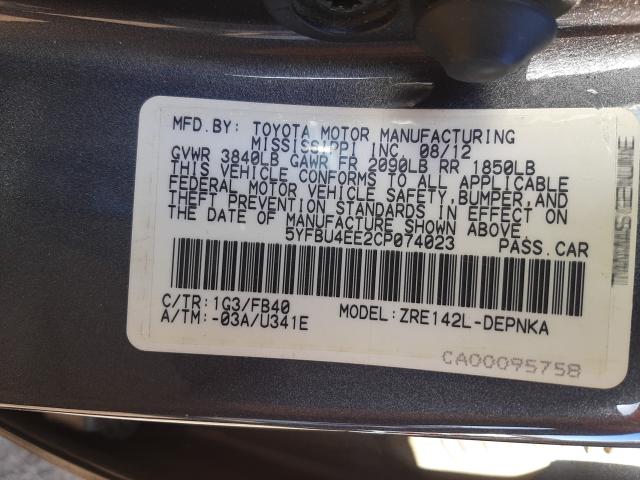 MFD.BY: TOYOTA MOTOR MANUFACTURING
MISSISSIPPI INC. 08/12
GVWR 3840LB GAWR FR 2090LB RR 1850LB
THIS VEHICLE CONFORMS TO ALL APPLICABLE
FEDERAL MOTOR VEHICLE SAFETY,BUMPER,AND
THEFT PREVENTION STANDARDS IN EFFECT ON
THE DATE OF MANUFACTURE SHOWN ABOVE.
5YFBU4EE2CP074023 PASS.CAR
C/TR:1G3/FB40
A/TM:-03A/U341E
MODEL:ZRE142L-DEPNKA
CA00095758